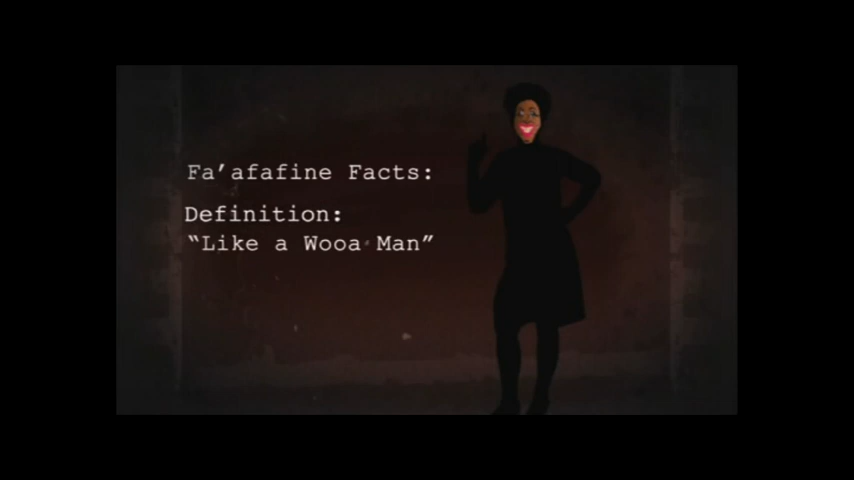 Fa’afafine Facts:
Definition:
“Like a Wooa Man”